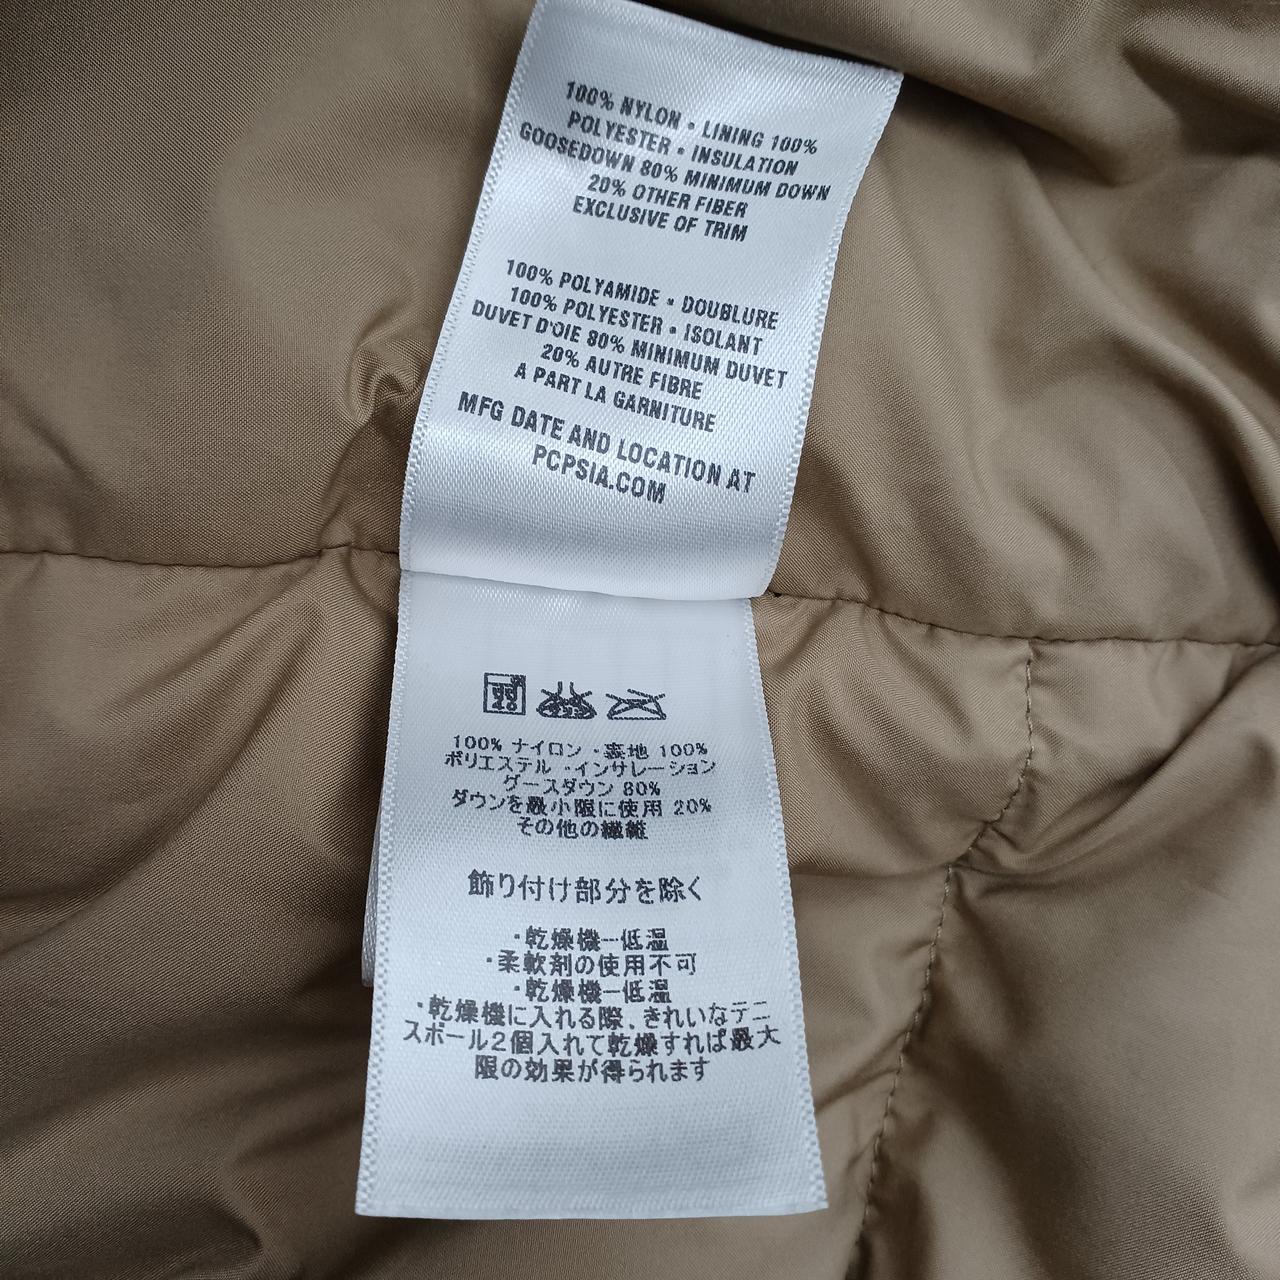 100% NYLON • LINING 100%
POLYESTER • INSULATION
GOOSEDOWN 80% MINIMUM DOWN
20% OTHER FIBER
EXCLUSIVE OF TRIM
100% POLYAMIDE • DOUBLURE
100% POLYESTER • ISOLANT
DUVET D'OIE 80% MINIMUM DUVET
20% AUTRE FIBRE
A PART LA GARNITURE
MFG DATE AND LOCATION AT
PCPSIA.COM
100% ナイロン・裏地 100%
ポリエステル ・インサレーション
グースダウン 80%
ダウンを最小限に使用 20%
その他の繊維
飾り付け部分を除く
・乾燥機ー低温
・柔軟剤の使用不可
・乾燥機ー低温
・乾燥機に入れる際、きれいなテニ
スボール2個入れて乾燥すれば最大
限の効果が得られます